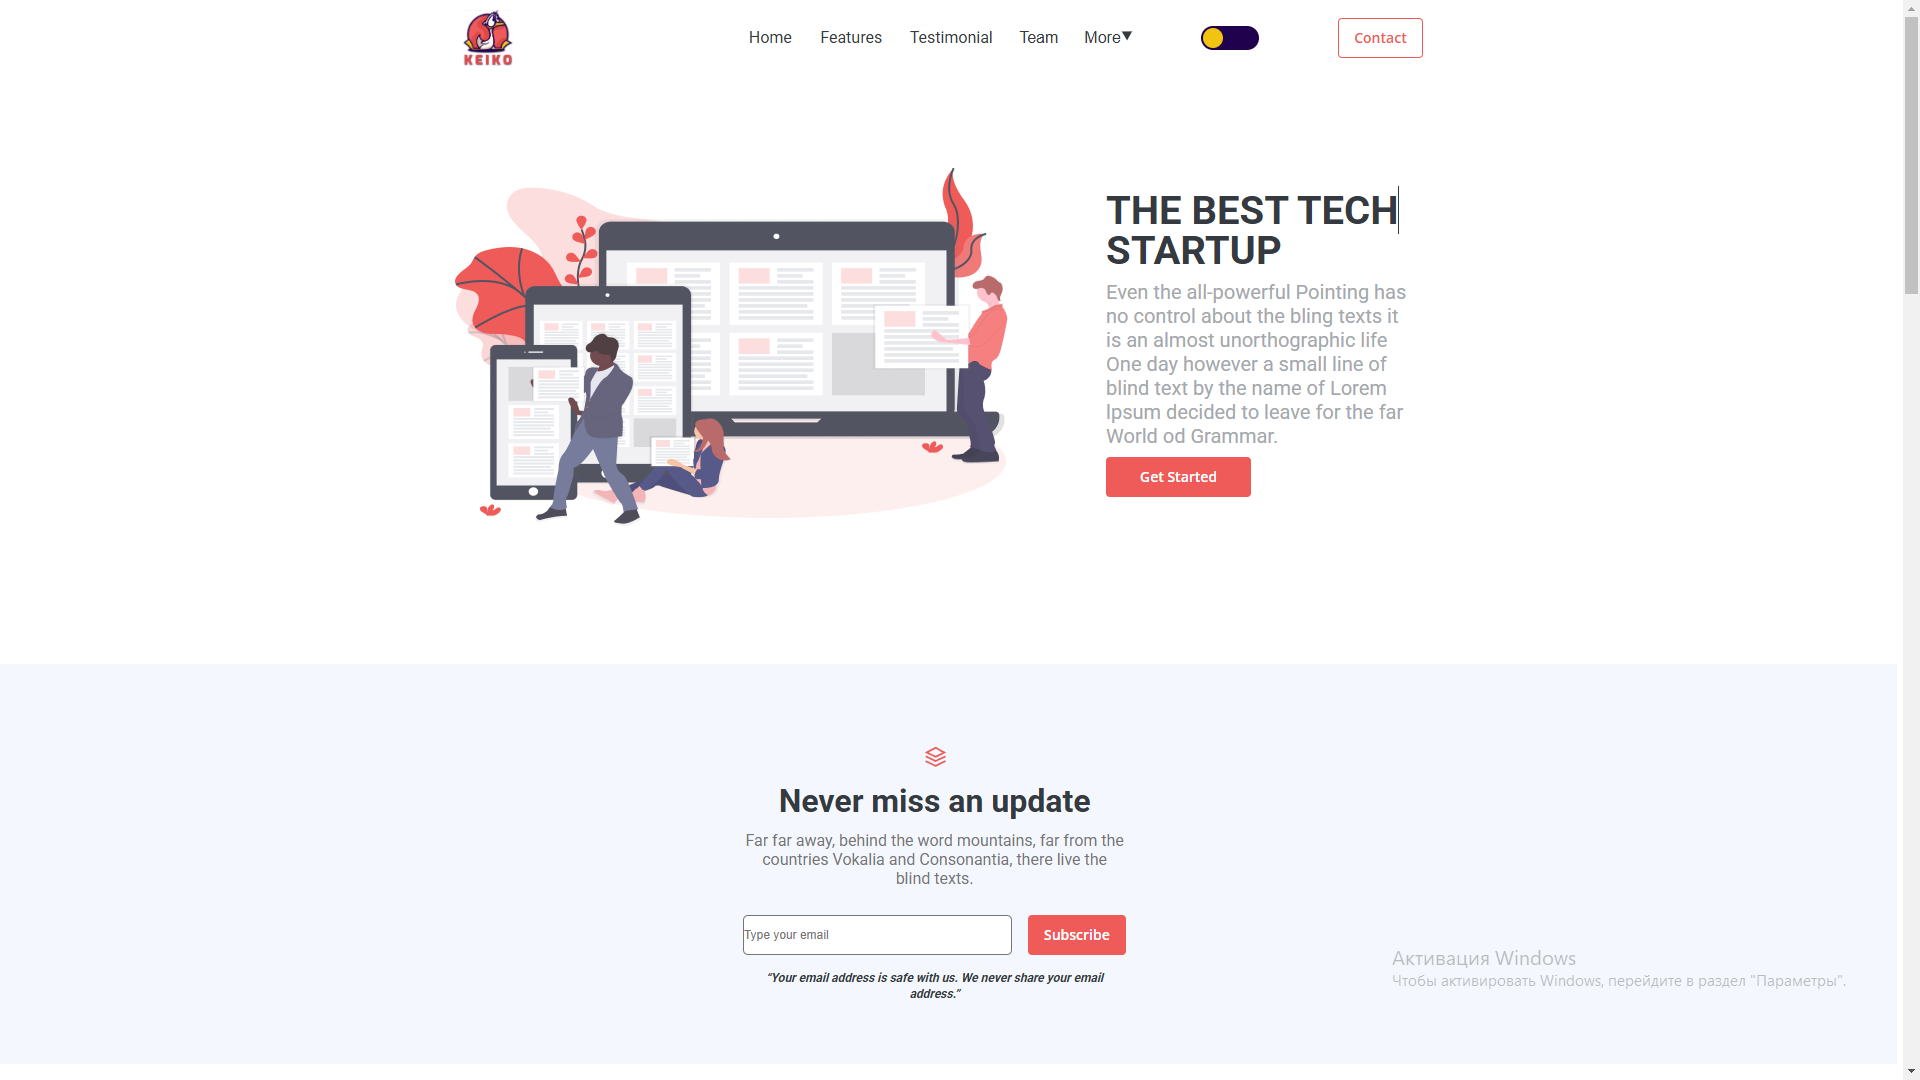 KEIKO
Home
Features
Testimonial
Team
More▼
Contact
THE BEST TECH
STARTUP
Even the all-powerful Pointing has
no control about the bling texts it
is an almost unorthographic life
One day however a small line of
blind text by the name of Lorem
Ipsum decided to leave for the far
World od Grammar.
Get Started
Never miss an update
Far far away, behind the word mountains, far from the
countries Vokalia and Consonantia, there live the
blind texts.
Type your email
Subscribe
“Your email address is safe with us. We never share your email
address.”
Активация Windows
Чтобы активировать Windows, перейдите в раздел "Параметры".